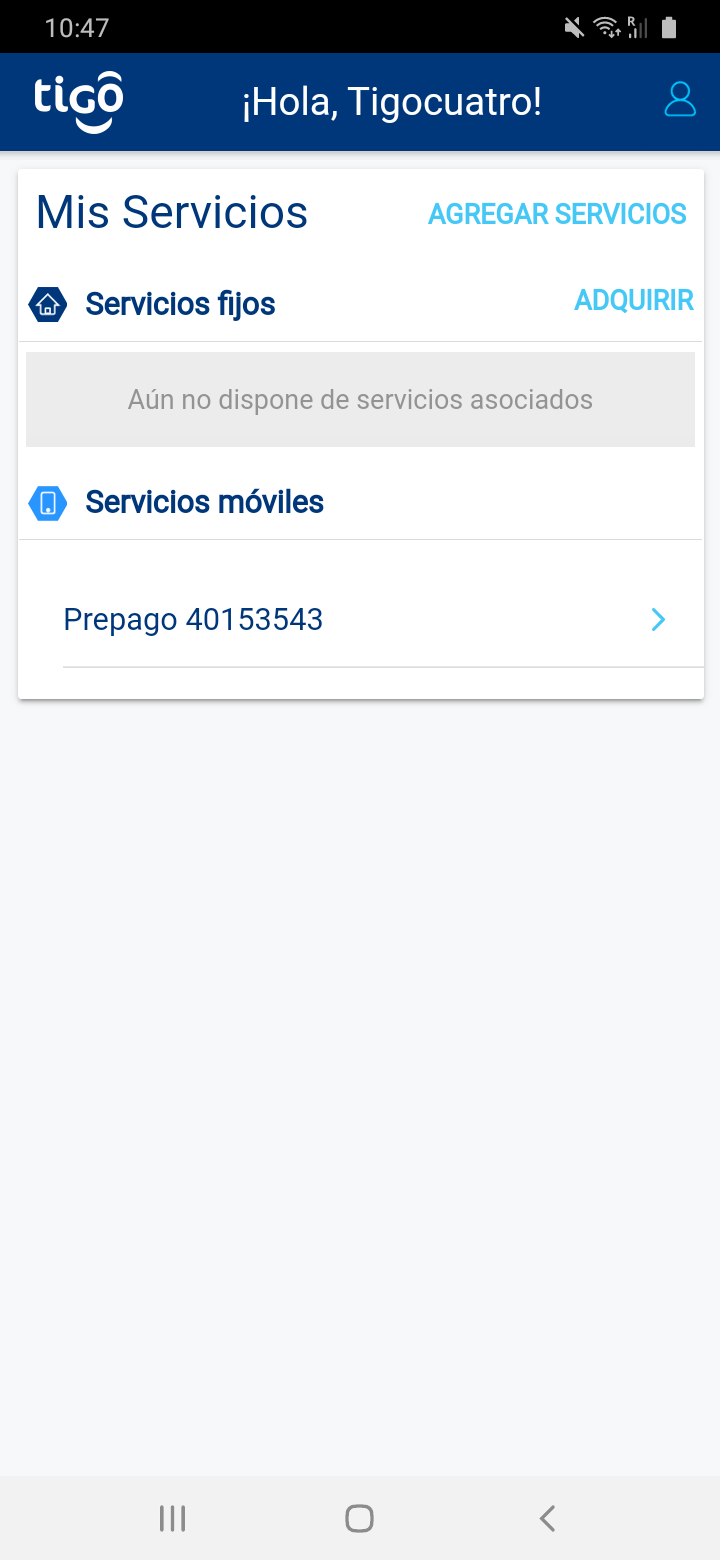 10:47
R
tigo
¡Hola, Tigocuatro!
Mis Servicios
AGREGAR SERVICIOS
Servicios fijos
ADQUIRIR
Aún no dispone de servicios asociados
Servicios móviles
Prepago 40153543